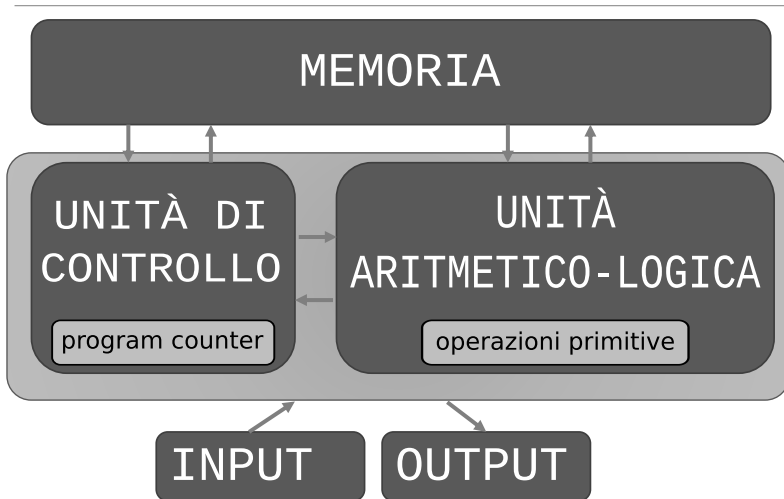 MEMORIA
UNITÀ DI
CONTROLLO
program counter
UNITÀ
ARITMETICO-LOGICA
operazioni primitive
INPUT
OUTPUT